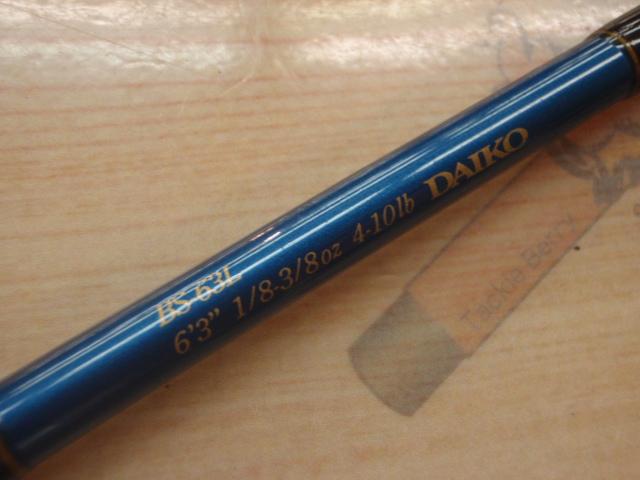 BS-63L
6'3" 1/8-3/8oz 4-10lb DAIKO
Tackle Berry